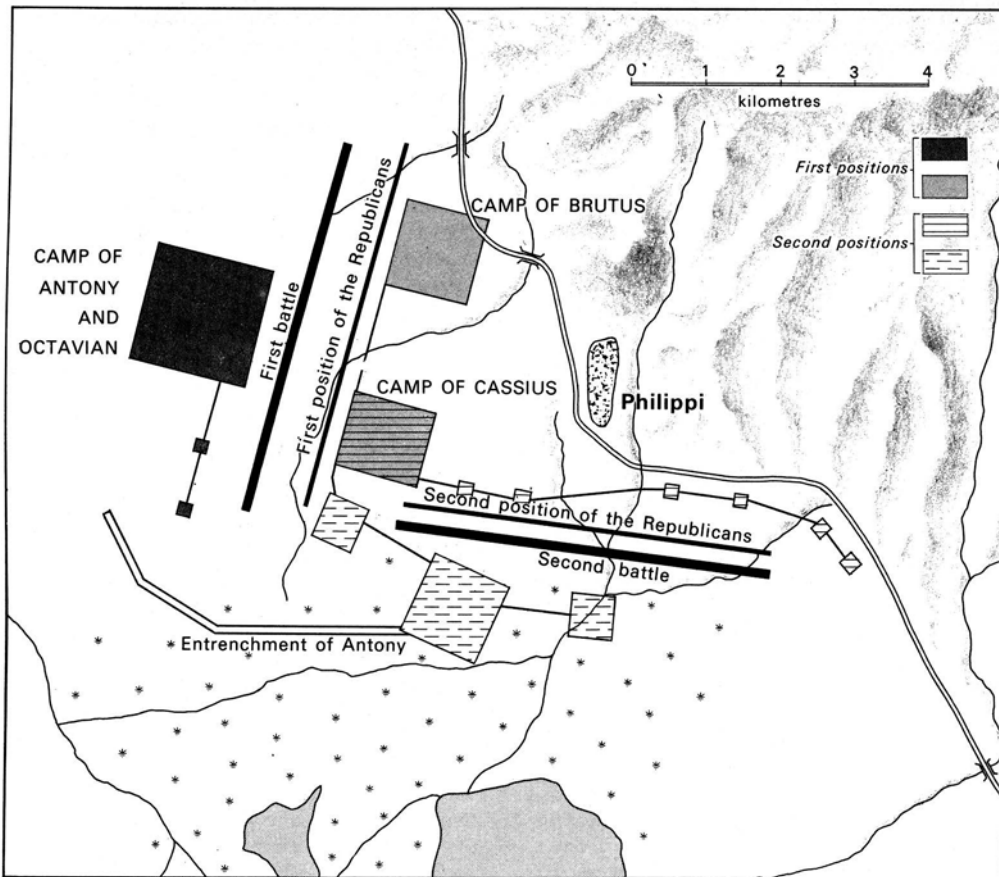 0 1 2 3 4
kilometres
First positions
Second positions
CAMP OF BRUTUS
CAMP OF
ANTONY
AND
OCTAVIAN
First battle
First position of the Republicans
CAMP OF CASSIUS
Philippi
Second position of the Republicans
Second battle
Entrenchment of Antony